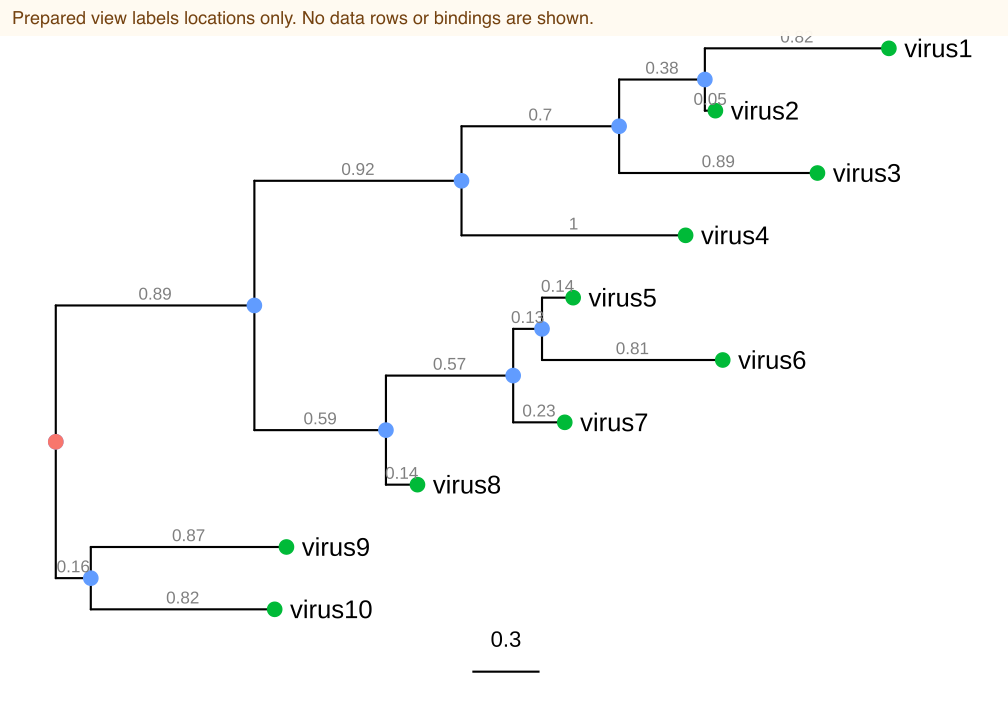 Prepared view labels locations only. No data rows or bindings are shown.
0.82
virus1
0.38
0.05
virus2
0.7
0.89
virus3
0.92
1
virus4
0.14
virus5
0.89
0.13
0.81
virus6
0.57
0.23
virus7
0.59
0.14
virus8
0.87
virus9
0.16
0.82
virus10
0.3